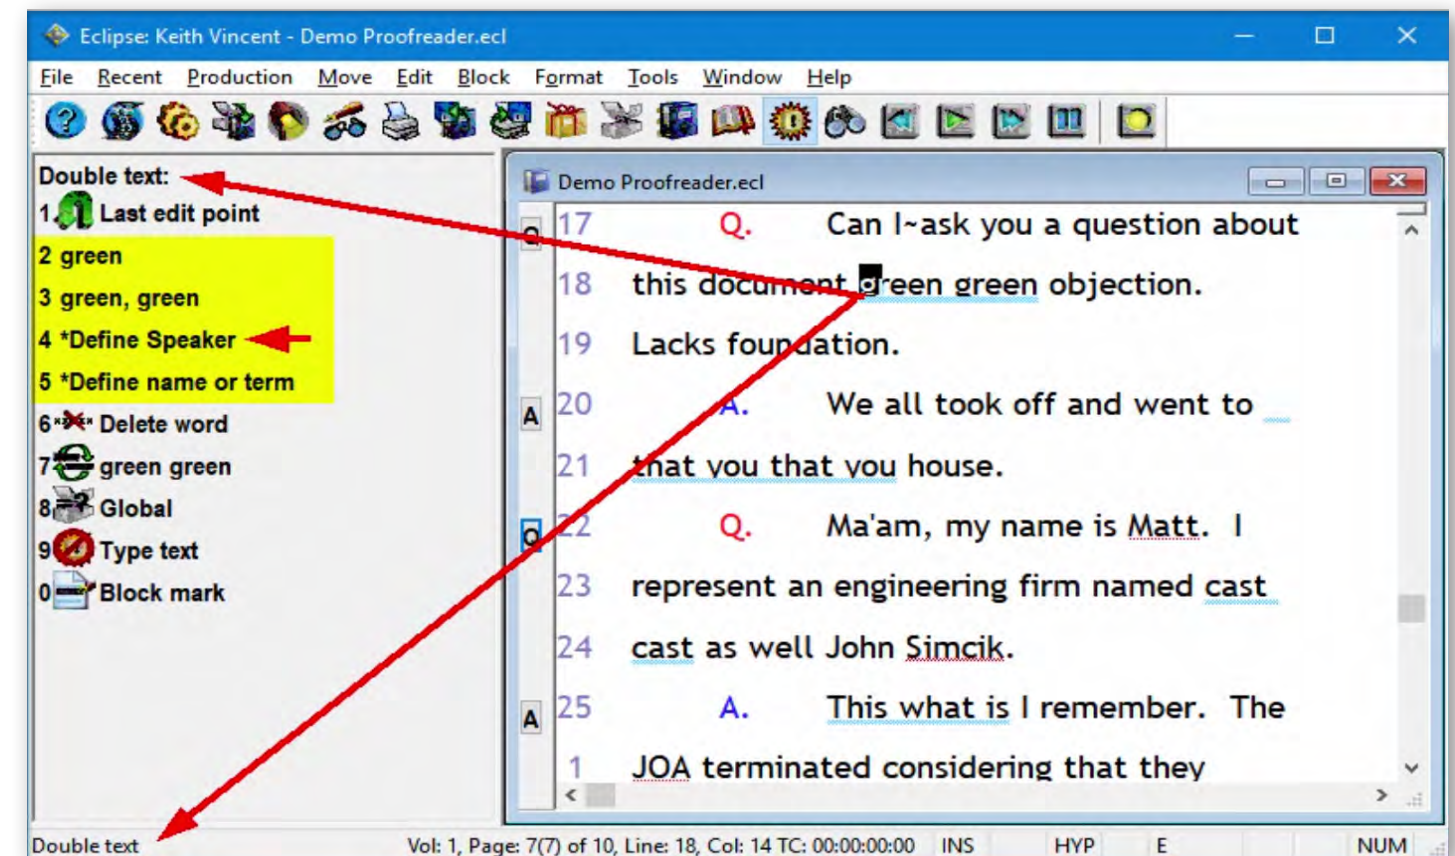 Eclipse: Keith Vincent - Demo Proofreader.ecl
File Recent Production Move Edit Block Format Tools Window Help
Double text:
1 Last edit point
2 green
3 green, green
4 *Define Speaker
5 *Define name or term
6 Delete word
7 green green
8 Global
9 Type text
0 Block mark
Demo Proofreader.ecl
Q 17 Q. Can I~ask you a question about
18 this document green green objection.
19 Lacks foundation.
A 20 A. We all took off and went to
21 that you that you house.
Q 22 Q. Ma'am, my name is Matt. I
23 represent an engineering firm named cast
24 cast as well John Simcik.
A 25 A. This what is I remember. The
1 JOA terminated considering that they
Double text Vol: 1, Page: 7(7) of 10, Line: 18, Col: 14 TC: 00:00:00:00 INS HYP E NUM